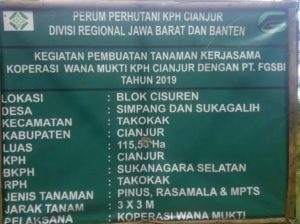 PERUM PERHUTANI KPH CIANJUR
DIVISI REGIONAL JAWA BARAT DAN BANTEN
KEGIATAN PEMBUATAN TANAMAN KERJASAMA
KOPERASI WANA MUKTI KPH CIANJUR DENGAN PT. FGSBI
TAHUN 2019
LOKASI : BLOK CISUREN
DESA : SIMPANG DAN SUKAGALIH
KECAMATAN : TAKOKAK
KABUPATEN : CIANJUR
LUAS : 115,50 Ha
KPH : CIANJUR
BKPH : SUKANAGARA SELATAN
RPH : TAKOKAK
JENIS TANAMAN : PINUS, RASAMALA & MPTS
JARAK TANAM : 3 X 3 M
PELAKSANA : KOPERASI WANA MUKTI